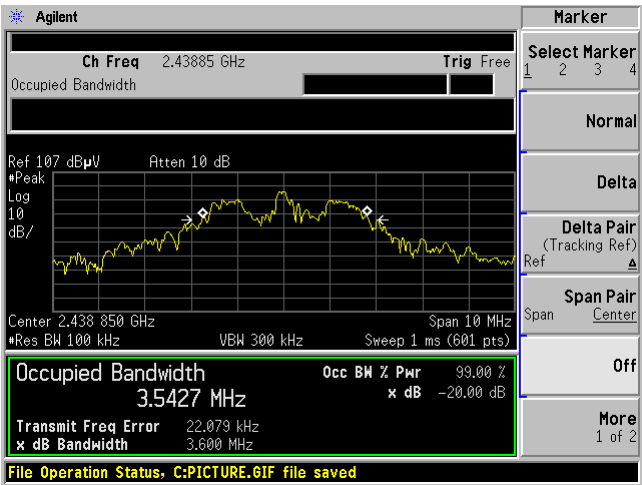 Agilent
Marker
Ch Freq 2.43885 GHz Trig Free
Occupied Bandwidth
Select Marker
1 2 3 4
Normal
Delta
Delta Pair
(Tracking Ref)
Ref Δ
Span Pair
Span Center
Off
More
1 of 2
Ref 107 dBµV Atten 10 dB
#Peak
Log
10
dB/
Center 2.438 850 GHz Span 10 MHz
#Res BW 100 kHz VBW 300 kHz Sweep 1 ms (601 pts)
Occupied Bandwidth Occ BW % Pwr 99.00 %
3.5427 MHz x dB -20.00 dB
Transmit Freq Error 22.079 kHz
x dB Bandwidth 3.600 MHz
File Operation Status, C:PICTURE.GIF file saved